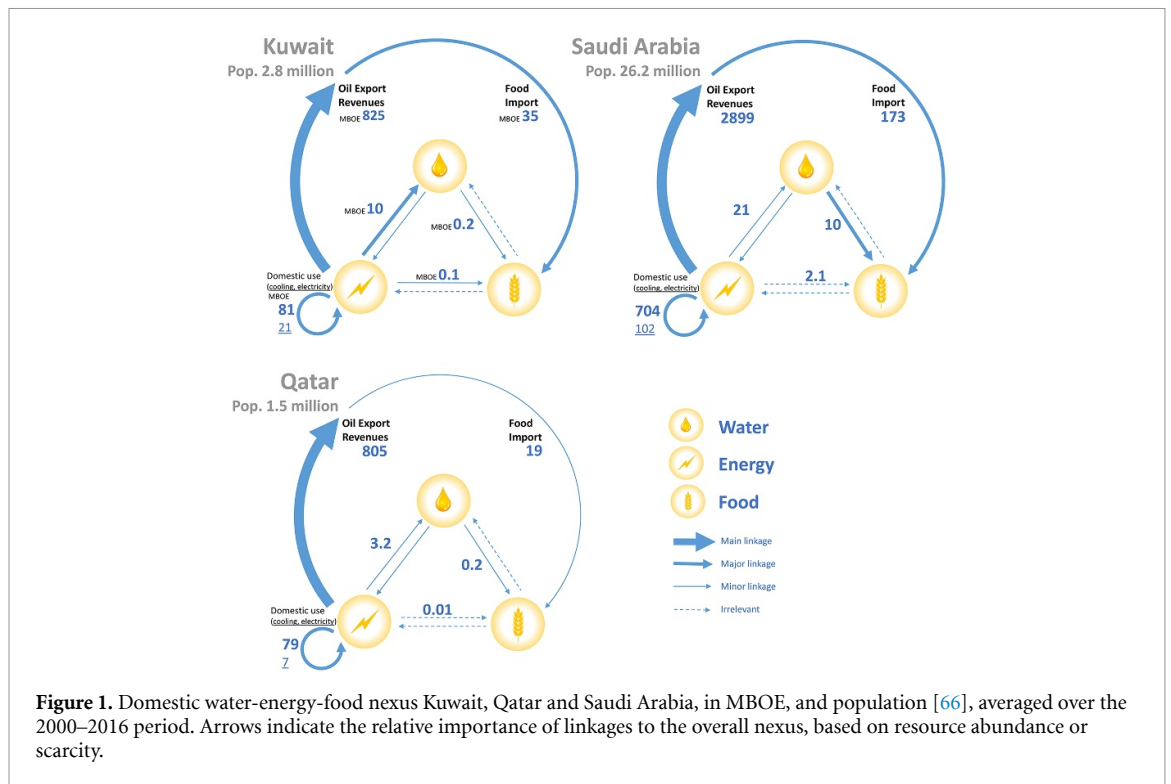 Kuwait
Pop. 2.8 million
Oil Export
Revenues
MBOE 825
Food
Import
MBOE 35
MBOE 10
MBOE 0.2
MBOE 0.1
Domestic use
(cooling, electricity)
MBOE
81
21
Saudi Arabia
Pop. 26.2 million
Oil Export
Revenues
2899
Food
Import
173
21
10
2.1
Domestic use
(cooling, electricity)
704
102
Qatar
Pop. 1.5 million
Oil Export
Revenues
805
Food
Import
19
3.2
0.2
0.01
Domestic use
(cooling, electricity)
79
7
Water
Energy
Food
Main linkage
Major linkage
Minor linkage
Irrelevant
Figure 1. Domestic water-energy-food nexus Kuwait, Qatar and Saudi Arabia, in MBOE, and population [66], averaged over the
2000–2016 period. Arrows indicate the relative importance of linkages to the overall nexus, based on resource abundance or
scarcity.